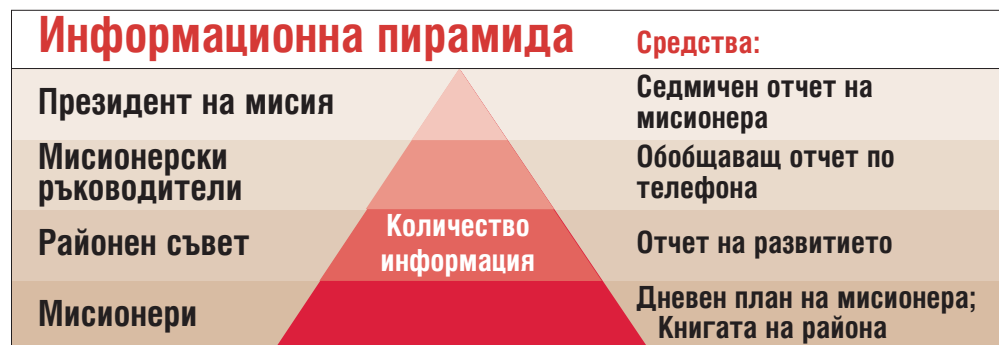 Информационна пирамида
Средства:
Президент на мисия
Седмичен отчет на
мисионера
Мисионерски
ръководители
Обобщаващ отчет по
телефона
Районен съвет
Количество
информация
Отчет на развитието
Мисионери
Дневен план на мисионера;
Книгата на района